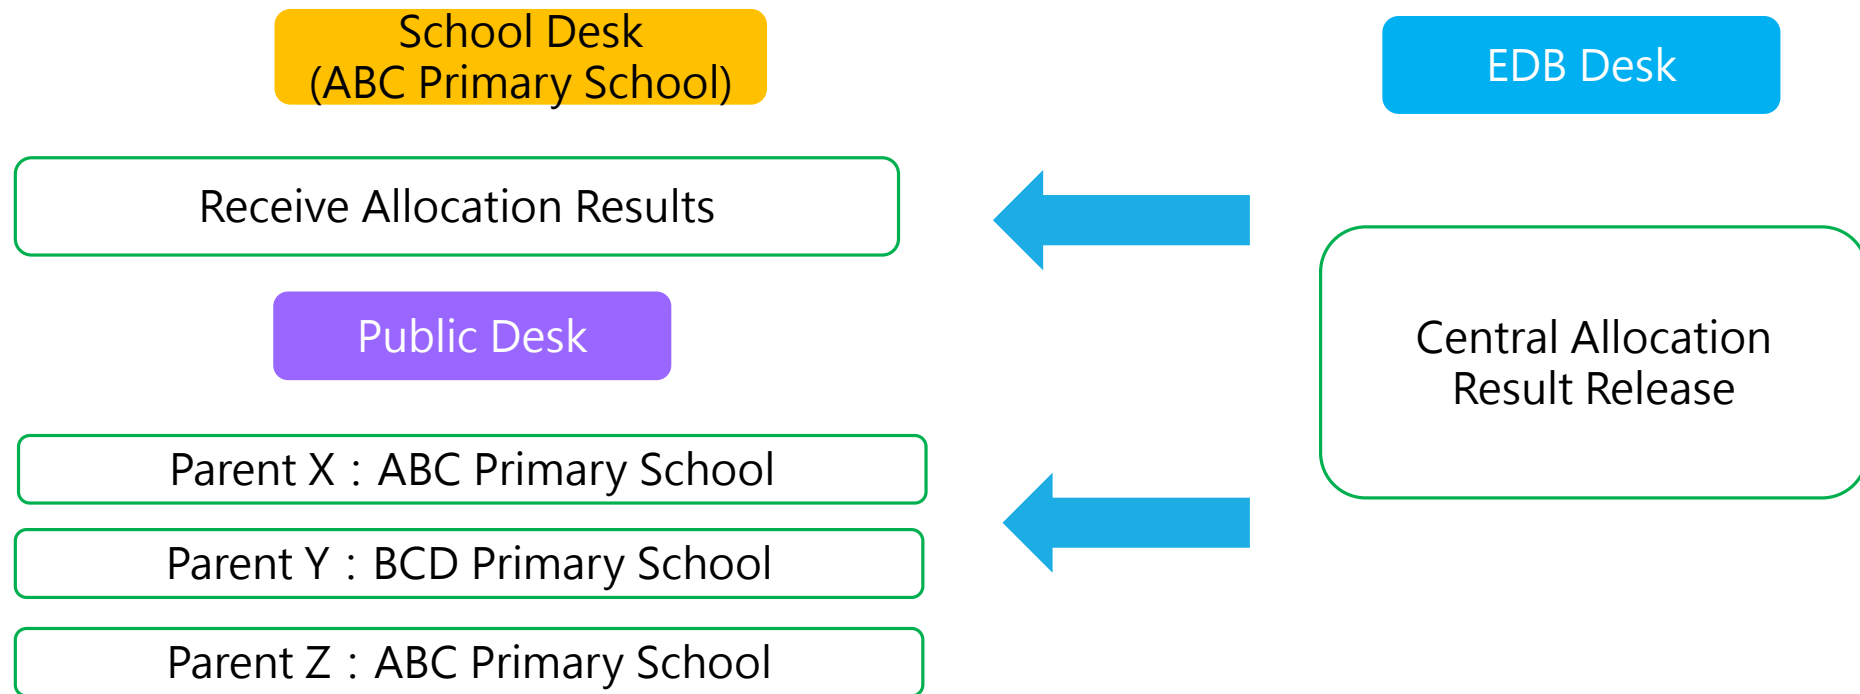 School Desk
(ABC Primary School)
EDB Desk
Receive Allocation Results
Public Desk
Central Allocation
Result Release
Parent X：ABC Primary School
Parent Y：BCD Primary School
Parent Z：ABC Primary School